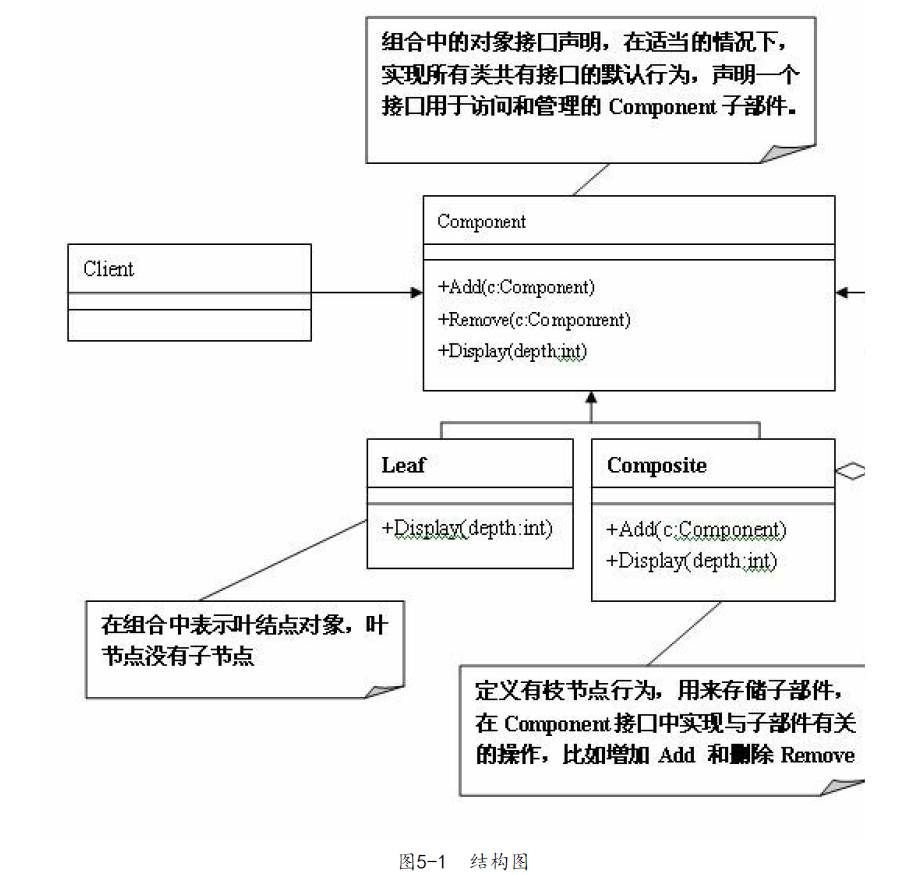 组合中的对象接口声明，在适当的情况下，
实现所有类共有接口的默认行为，声明一个
接口用于访问和管理的 Component 子部件。
Component
+Add(c:Component)
+Remove(c:Componrent)
+Display(depth:int)
Client
Leaf
+Display(depth:int)
Composite
+Add(c:Component)
+Display(depth:int)
在组合中表示叶结点对象，叶
节点没有子节点
定义有枝节点行为，用来存储子部件，
在 Component 接口中实现与子部件有关
的操作，比如增加 Add 和删除 Remove
图5-1 结构图